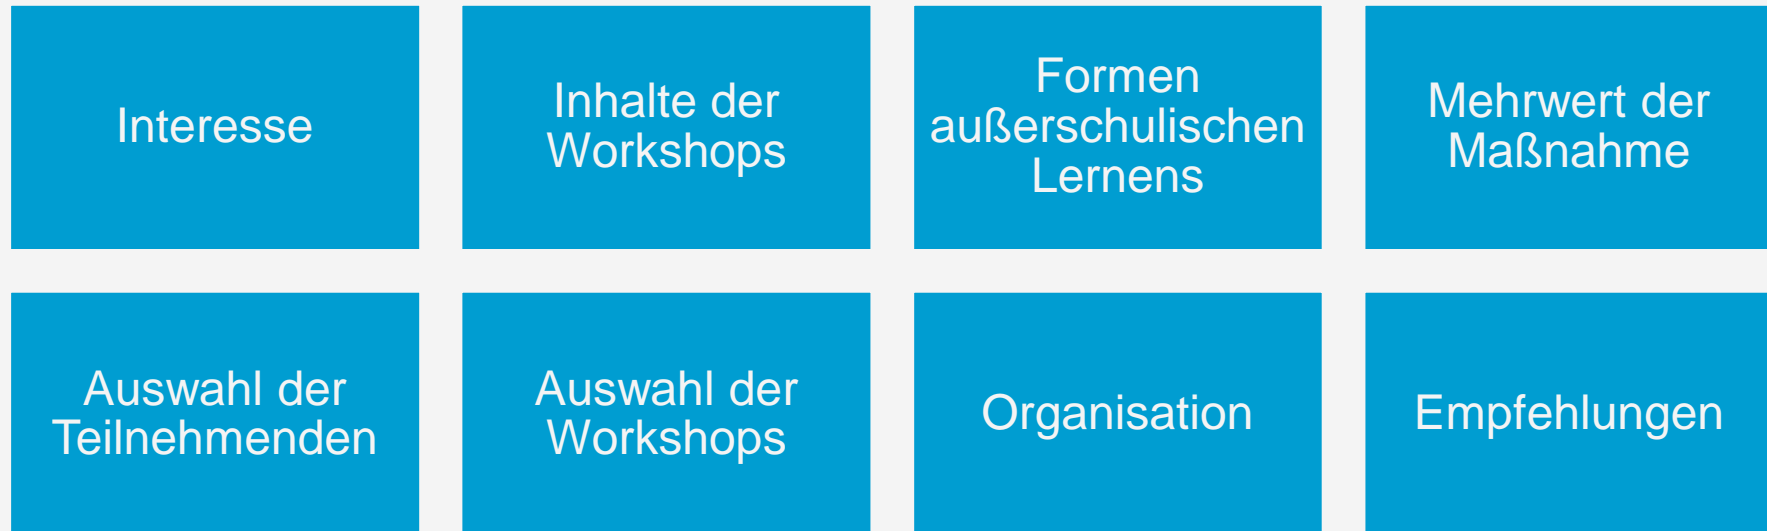 Interesse
Inhalte der
Workshops
Formen
außerschulischen
Lernens
Mehrwert der
Maßnahme
Auswahl der
Teilnehmenden
Auswahl der
Workshops
Organisation
Empfehlungen